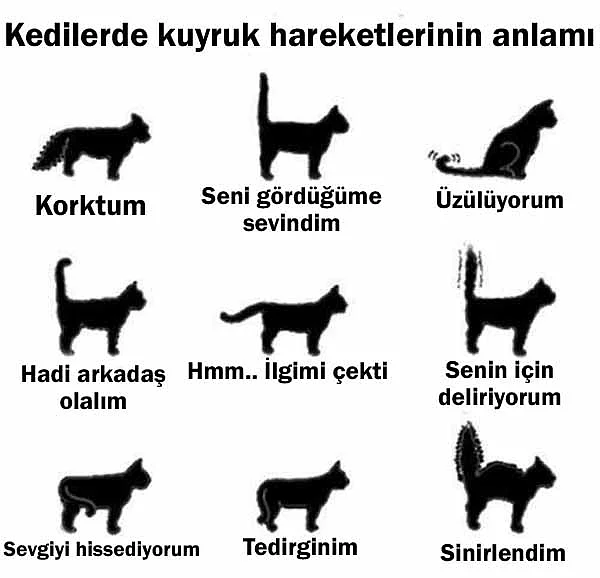 Kedilerde kuyruk hareketlerinin anlamı
Korktum
Seni gördüğüme
sevindim
Üzülüyorum
Hadi arkadaş
olalım
Hmm.. İlgimi çekti
Senin için
deliriyorum
Sevgiyi hissediyorum
Tedirginim
Sinirlendim